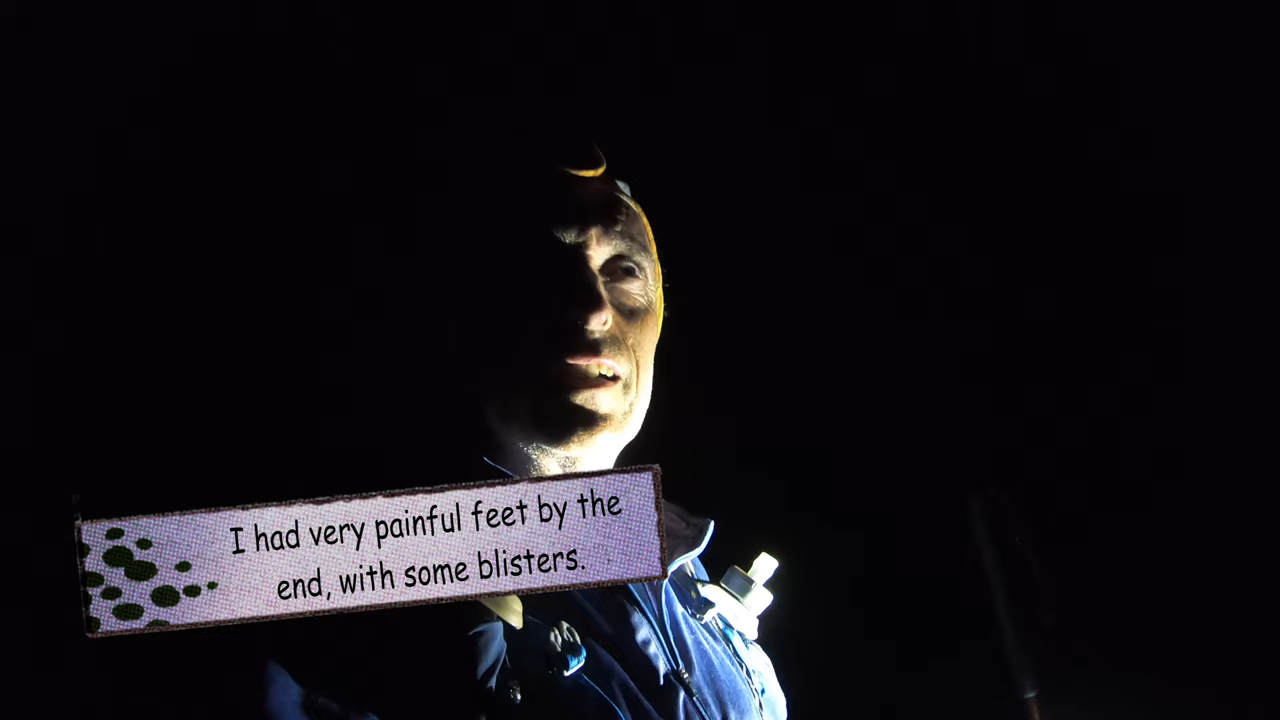 I had very painful feet by the
end, with some blisters.